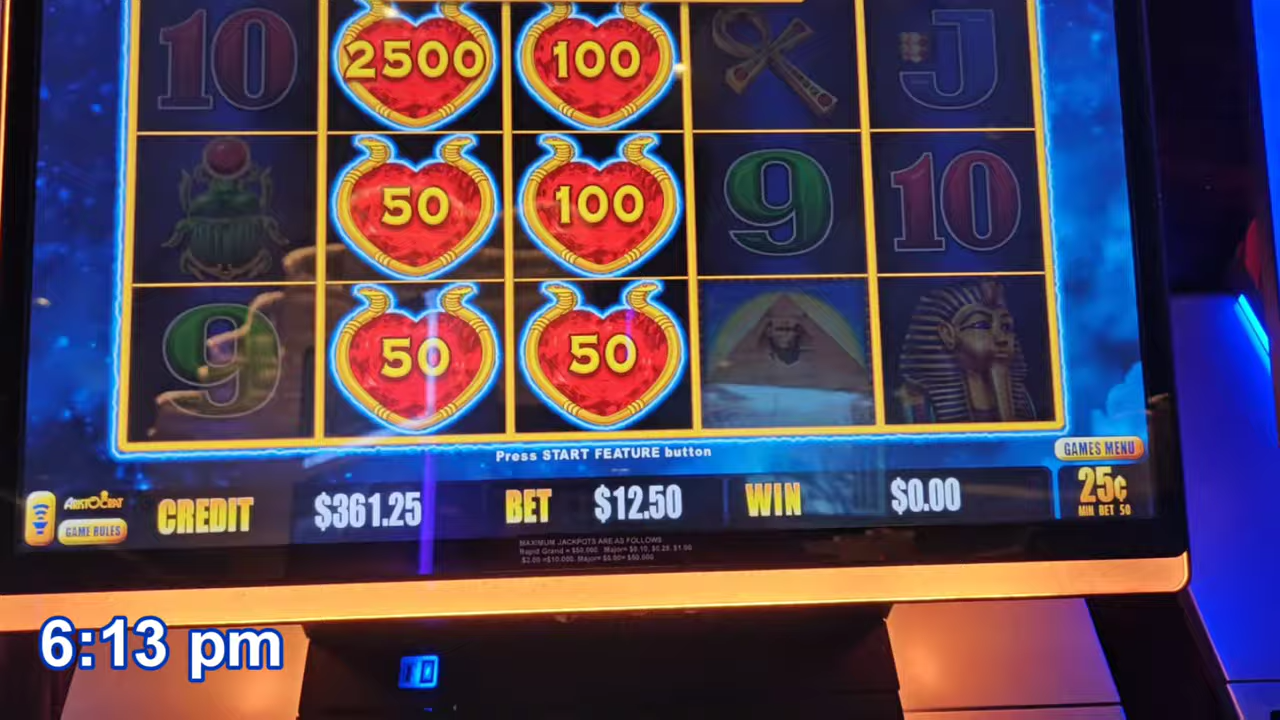 10 2500 100 J
50 100 9 10
9 50 50
Press START FEATURE button
GAMES MENU
ARISTOCRAT
GAME RULES
CREDIT $361.25 BET $12.50 WIN $0.00
25¢
MIN BET 50
MAXIMUM JACKPOTS ARE AS FOLLOWS
6:13 pm